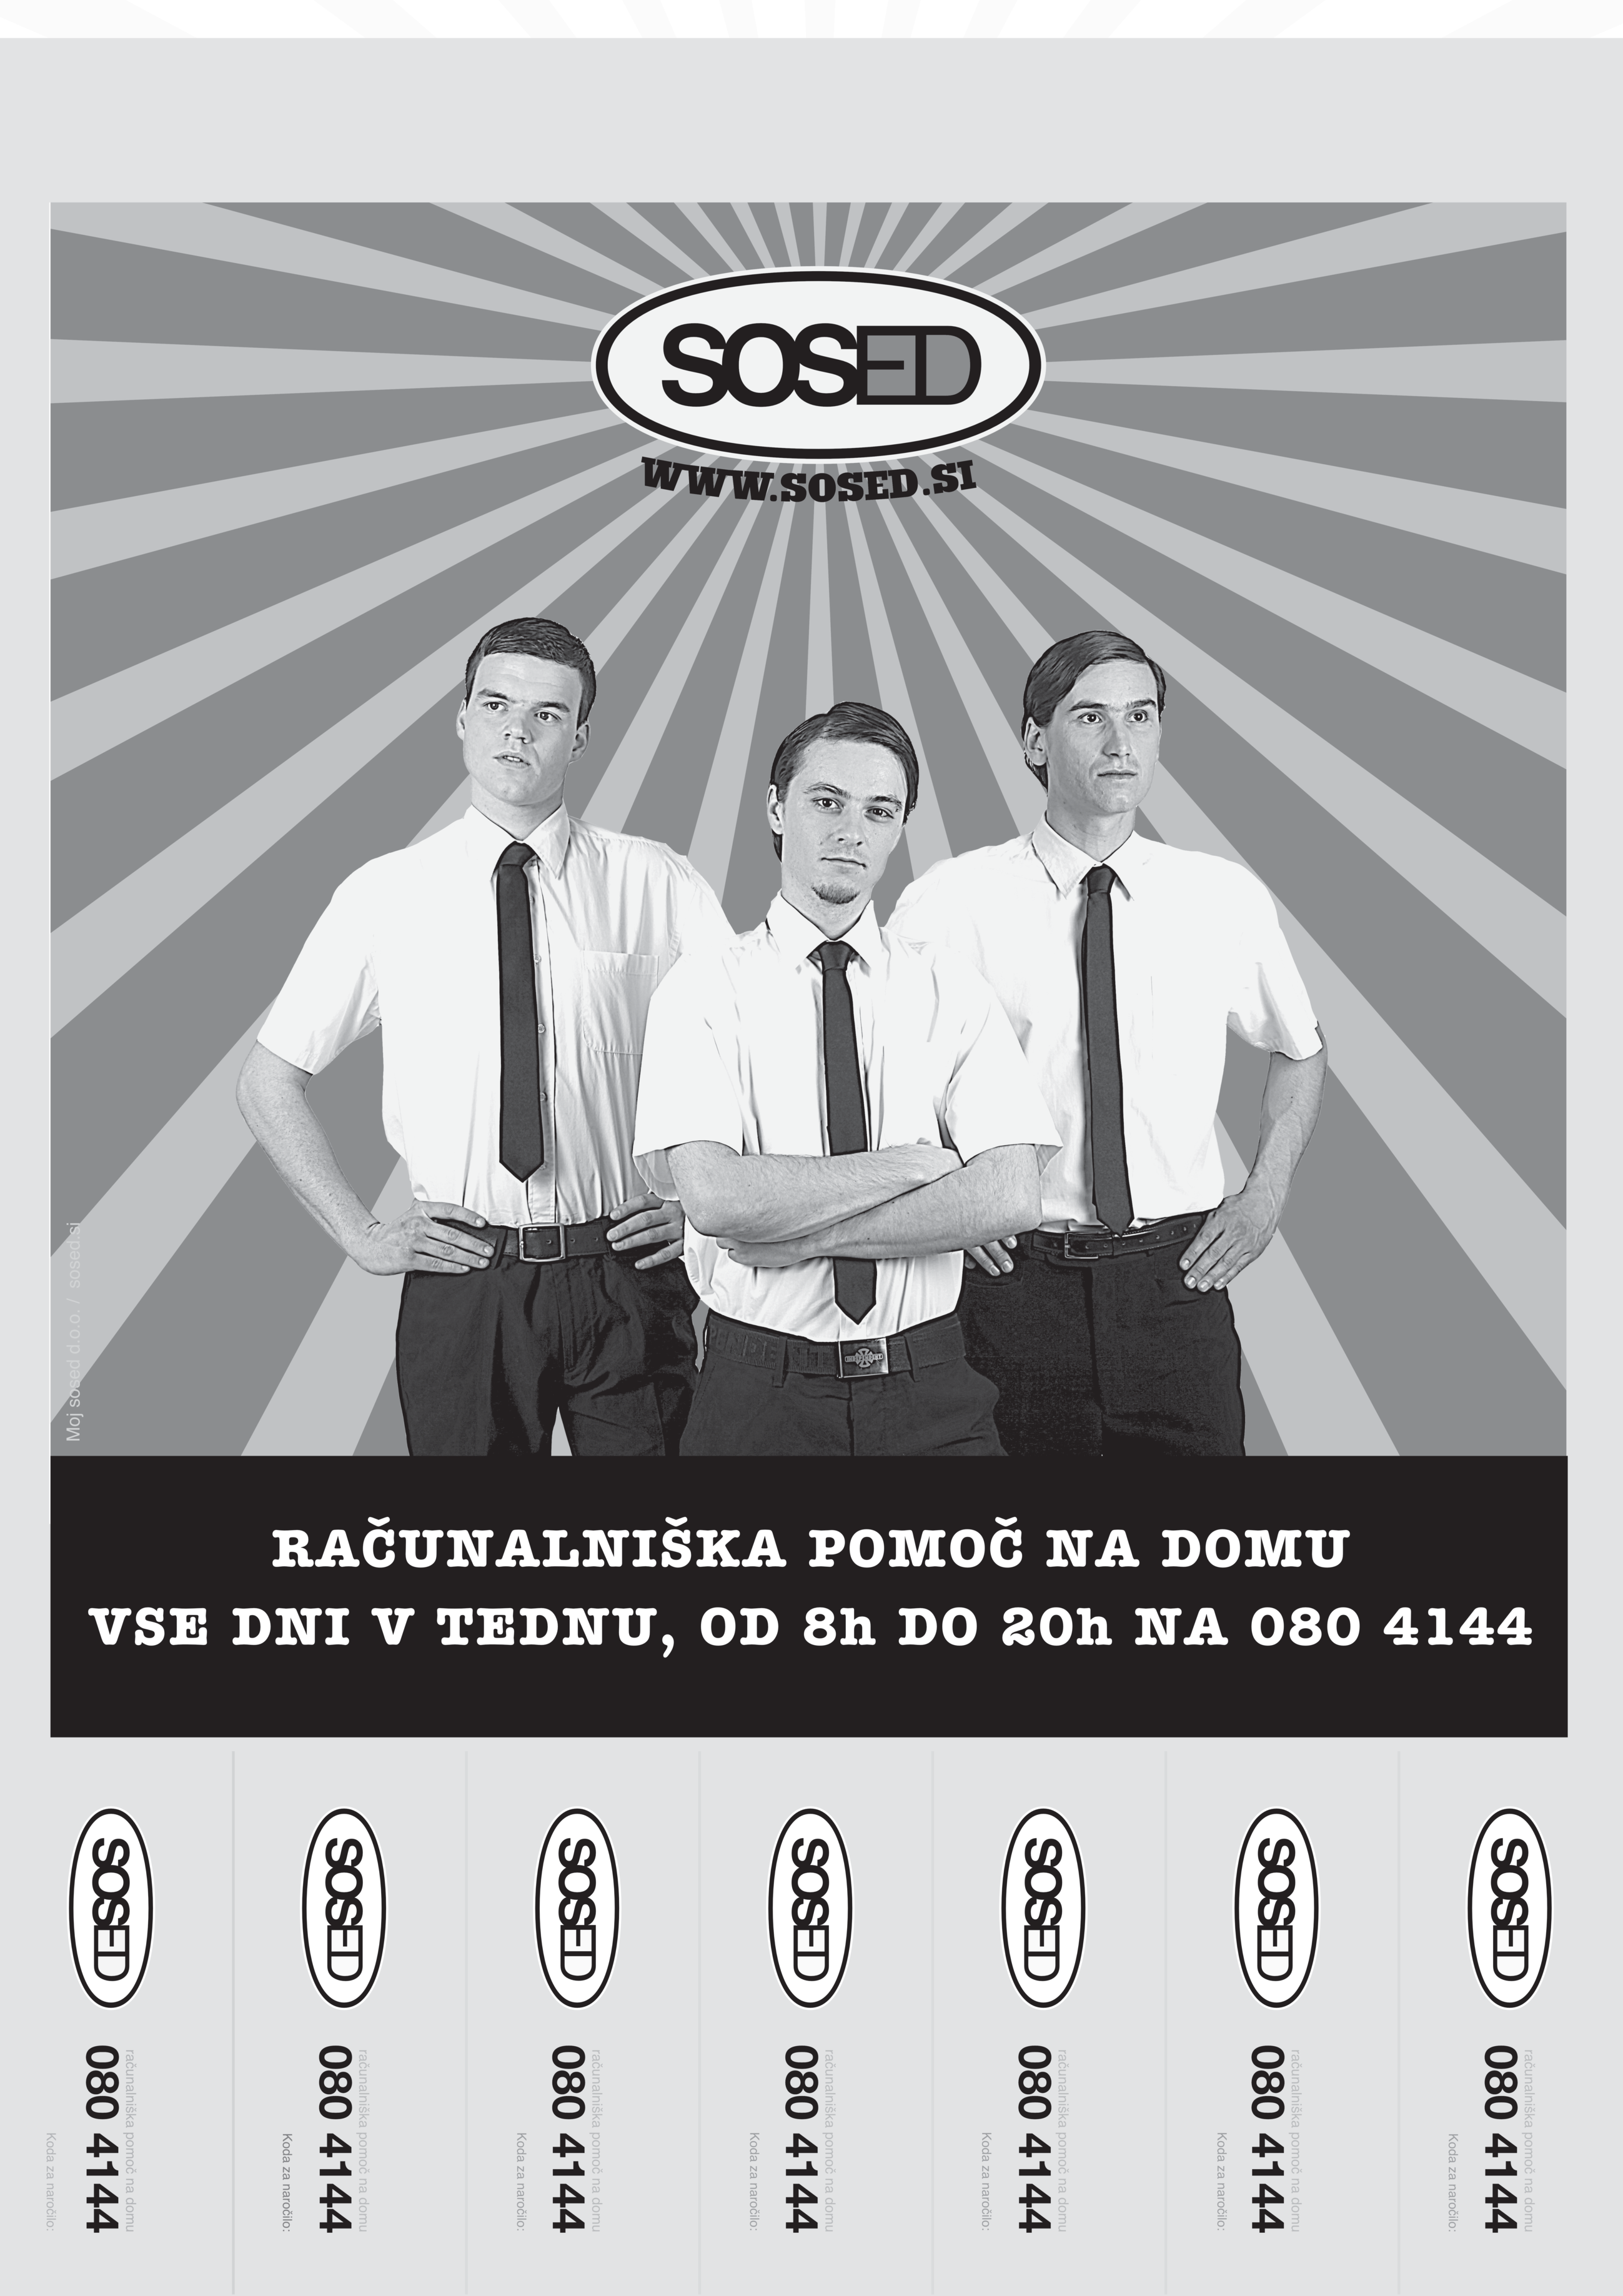 SOSED
WWW.SOSED.SI
Moj sosed d.o.o. / sosed.si
RAČUNALNIŠKA POMOČ NA DOMU
VSE DNI V TEDNU, OD 8h DO 20h NA 080 4144
SOSED
računalniška pomoč na domu
080 4144
Koda za naročilo:
SOSED
računalniška pomoč na domu
080 4144
Koda za naročilo:
SOSED
računalniška pomoč na domu
080 4144
Koda za naročilo:
SOSED
računalniška pomoč na domu
080 4144
Koda za naročilo:
SOSED
računalniška pomoč na domu
080 4144
Koda za naročilo:
SOSED
računalniška pomoč na domu
080 4144
Koda za naročilo:
SOSED
računalniška pomoč na domu
080 4144
Koda za naročilo: